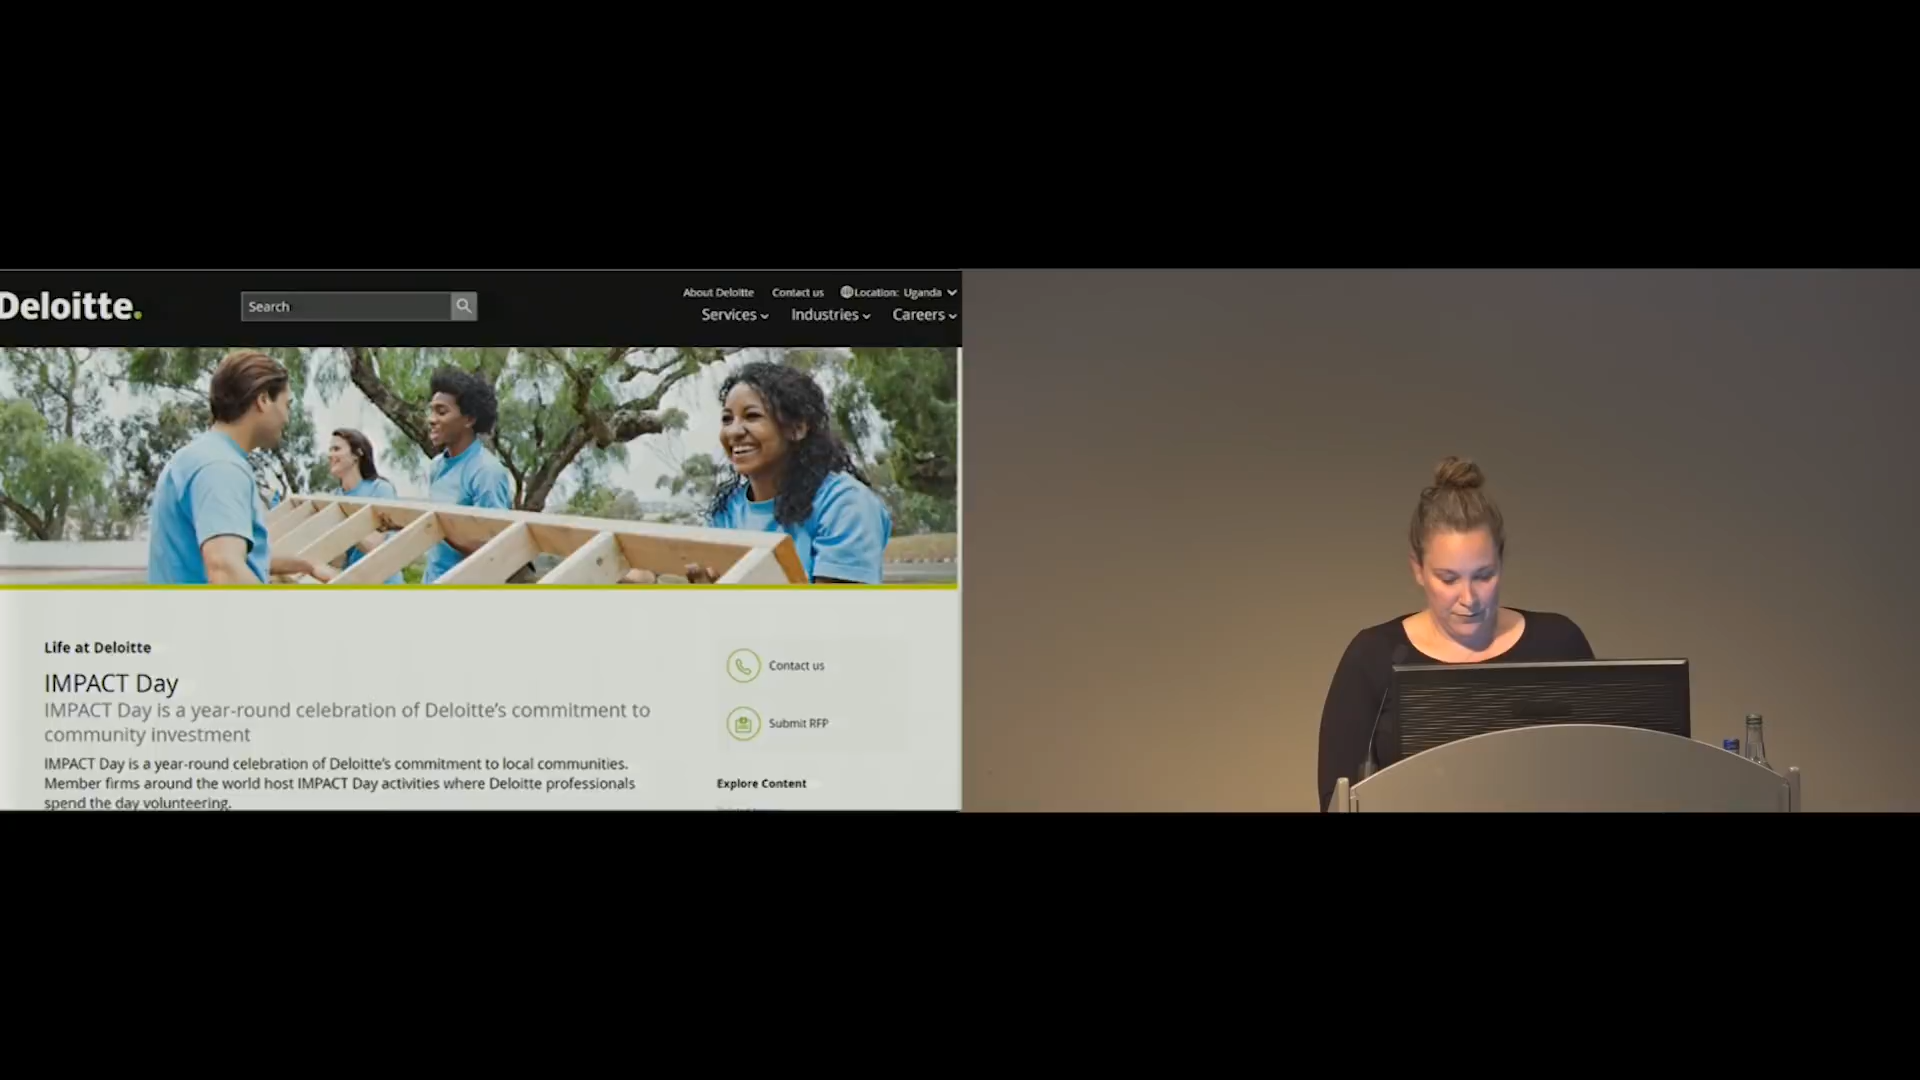 Deloitte.
Search
About Deloitte Contact us Location: Uganda
Services Industries Careers
Life at Deloitte
IMPACT Day
IMPACT Day is a year-round celebration of Deloitte's commitment to
community investment
IMPACT Day is a year-round celebration of Deloitte's commitment to local communities.
Member firms around the world host IMPACT Day activities where Deloitte professionals
spend the day volunteering.
Contact us
Submit RFP
Explore Content